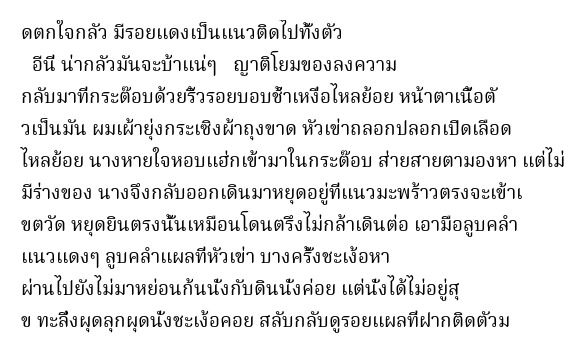 ดตกใจกลัว มีรอยแดงเป็นแนวติดไปทั้งตัว
อีนี่ น่ากลัวมันจะบ้าแน่ๆ ญาติโยมของลงความ
กลับมาที่กระต๊อบด้วยริ้วรอยบอบช้ำเหงื่อไหลย้อย หน้าตาเนื้อตั
วเป็นมัน ผมเผ้ายุ่งกระเซิงผ้าถุงขาด หัวเข่าถลอกปลอกเปิดเลือด
ไหลย้อย นางหายใจหอบแฮ่กเข้ามาในกระต๊อบ ส่ายสายตามองหา แต่ไม่
มีร่างของ นางจึงกลับออกเดินมาหยุดอยู่ที่แนวมะพร้าวตรงจะเข้าเ
ขตวัด หยุดยินตรงนั้นเหมือนโดนตรึงไม่กล้าเดินต่อ เอามือลูบคลำ
แนวแดงๆ ลูบคลำแผลที่หัวเข่า บางครั้งชะเง้อหา
ผ่านไปยังไม่มาหย่อนก้นนั่งกับดินนั่งค่อย แต่นั่งได้ไม่อยู่สุ
ข ทะลึ่งผุดลุกผุดนั่งชะเง้อคอย สลับกลับดูรอยแผลที่ฝากติดตัวม